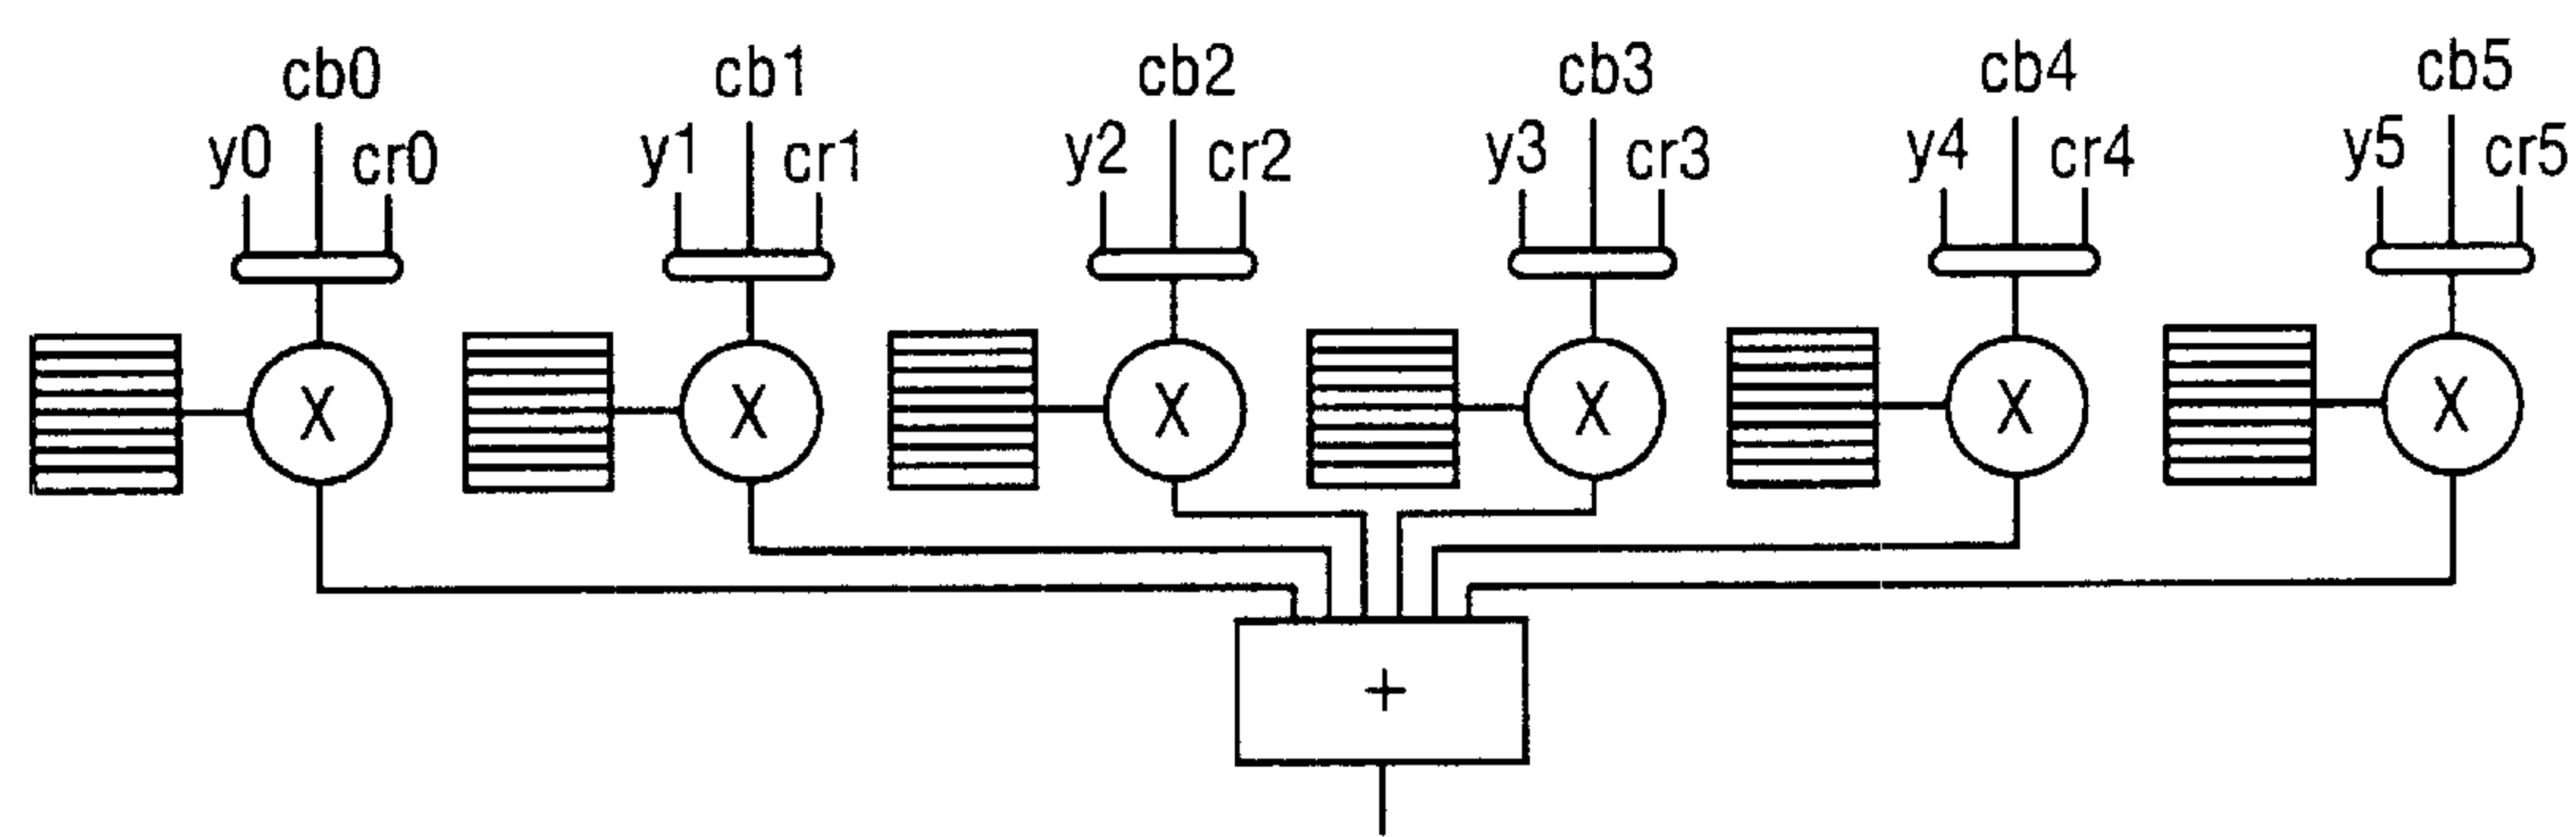 cb0 cb1 cb2 cb3 cb4 cb5
y0 cr0 y1 cr1 y2 cr2 y3 cr3 y4 cr4 y5 cr5
X X X X X X
+